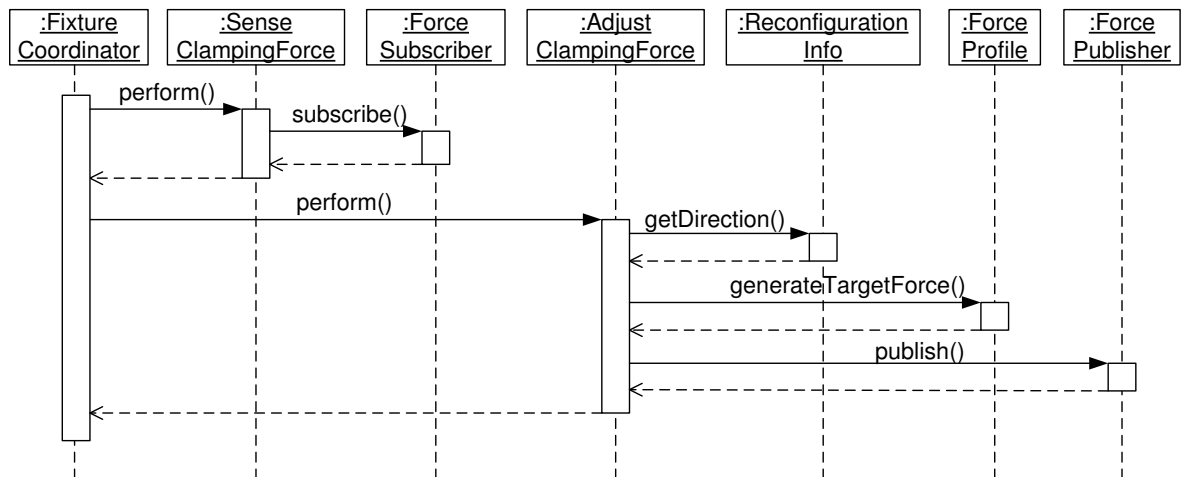 :Fixture
Coordinator
:Sense
ClampingForce
:Force
Subscriber
:Adjust
ClampingForce
:Reconfiguration
Info
:Force
Profile
:Force
Publisher
perform()
subscribe()
perform()
getDirection()
generateTargetForce()
publish()